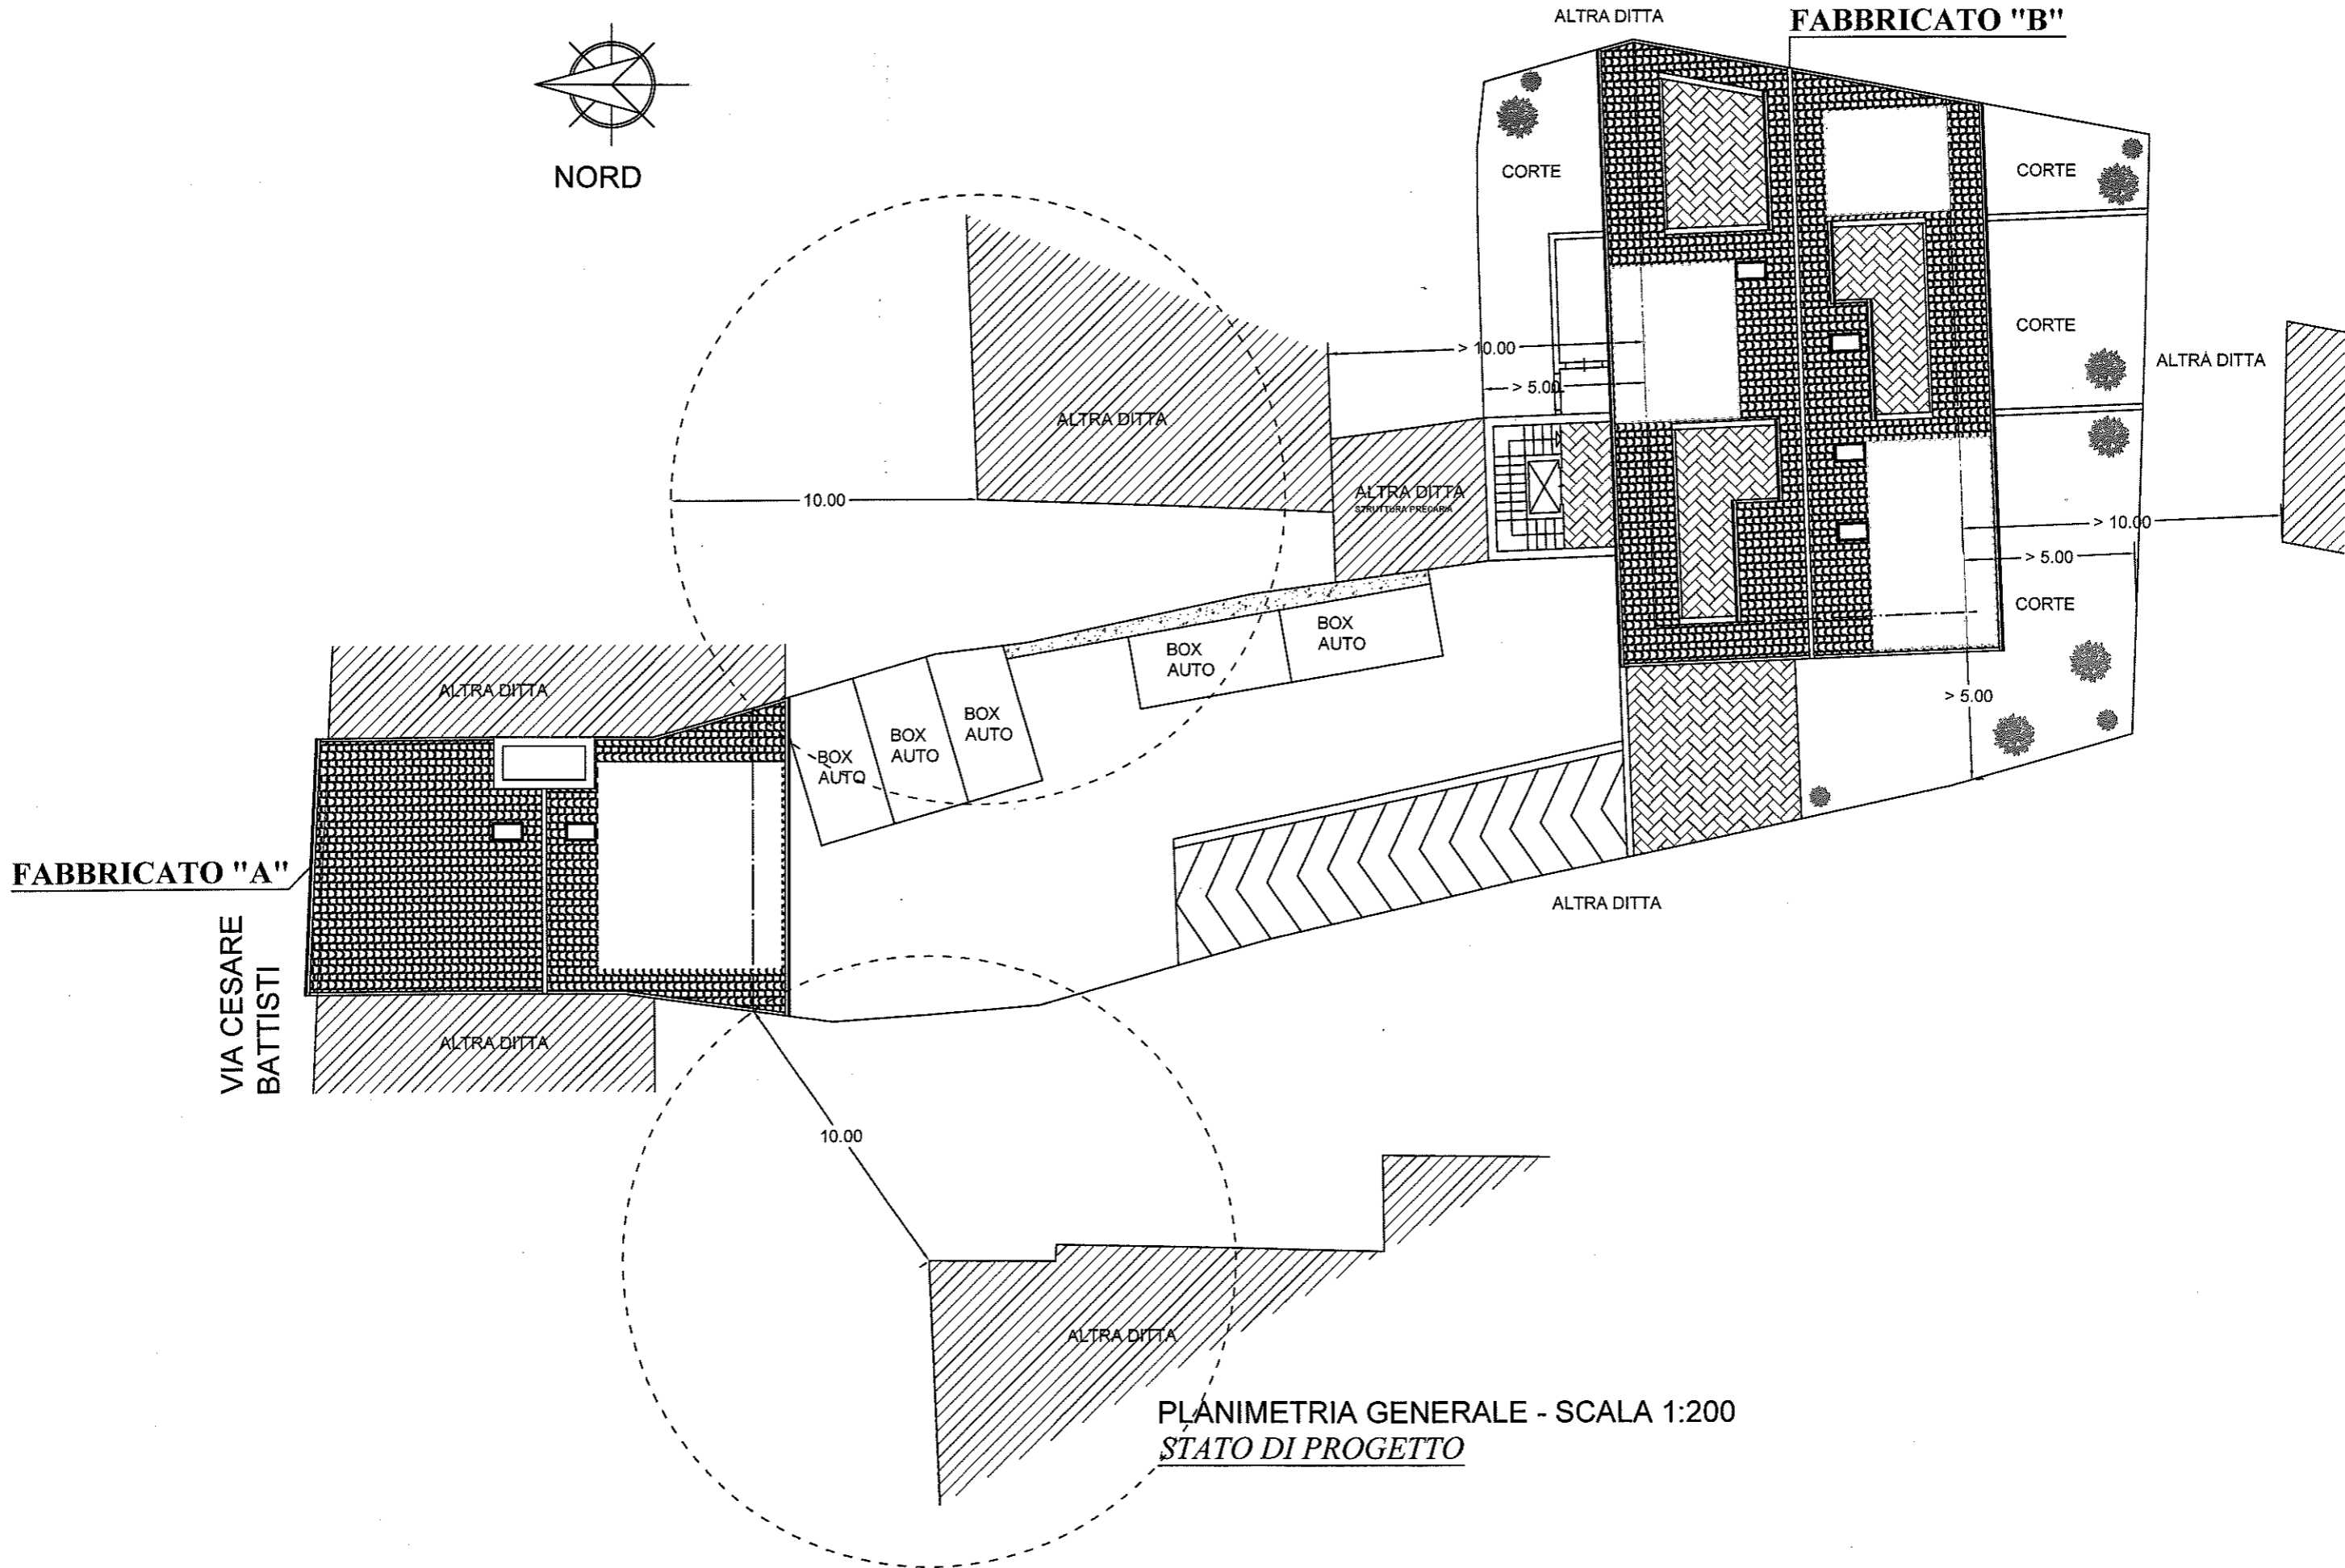 ALTRA DITTA
FABBRICATO "B"
NORD
CORTE
CORTE
CORTE
ALTRA DITTA
> 10.00
> 5.00
ALTRA DITTA
10.00
ALTRA DITTA
STRUTTURA PRECARIA
> 10.00
> 5.00
CORTE
BOX
AUTO
BOX
AUTO
ALTRA DITTA
> 5.00
BOX
AUTO
BOX
AUTO
BOX
AUTO
FABBRICATO "A"
ALTRA DITTA
VIA CESARE
BATTISTI
ALTRA DITTA
10.00
ALTRA DITTA
PLANIMETRIA GENERALE - SCALA 1:200
STATO DI PROGETTO